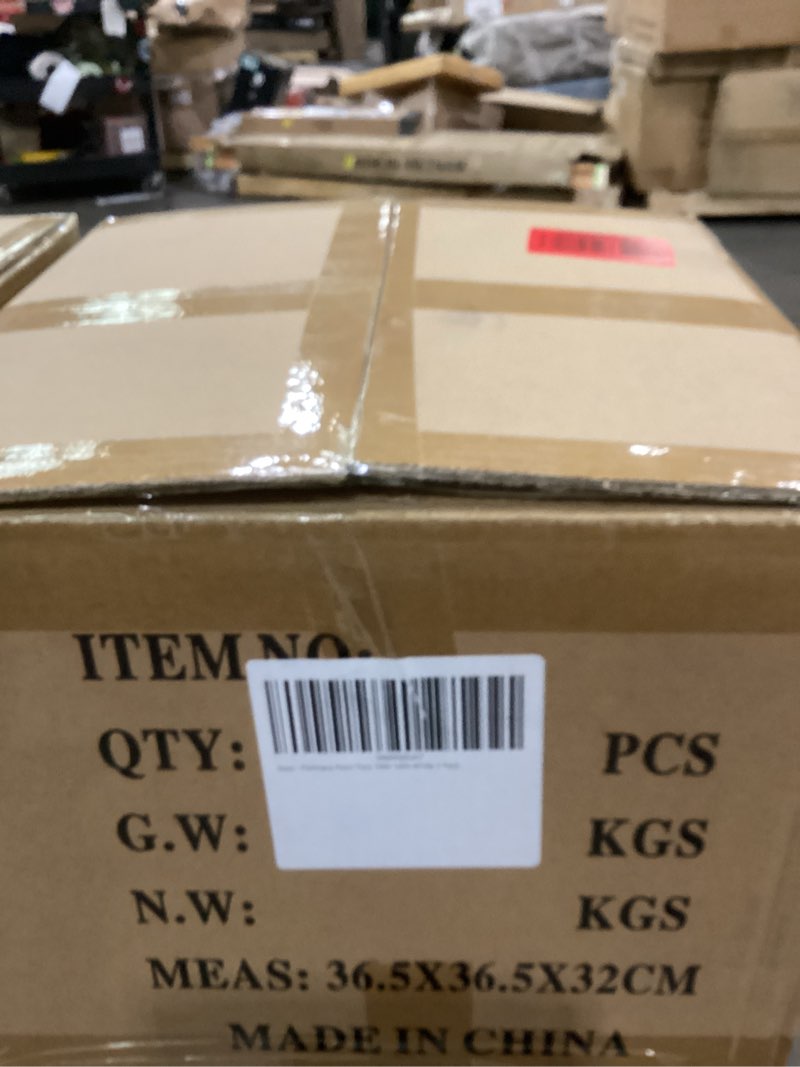 ITEM NO:
QTY: PCS
G.W: KGS
N.W: KGS
MEAS: 36.5X36.5X32CM
MADE IN CHINA